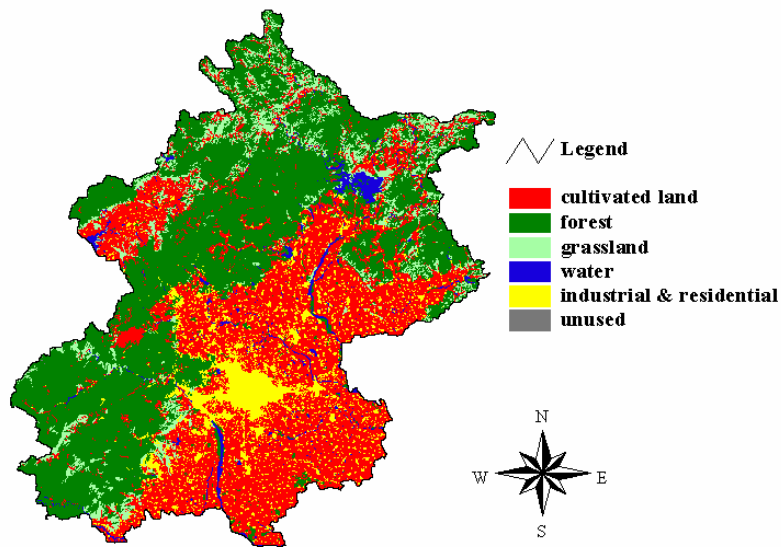 Legend
cultivated land
forest
grassland
water
industrial & residential
unused
N
W
E
S